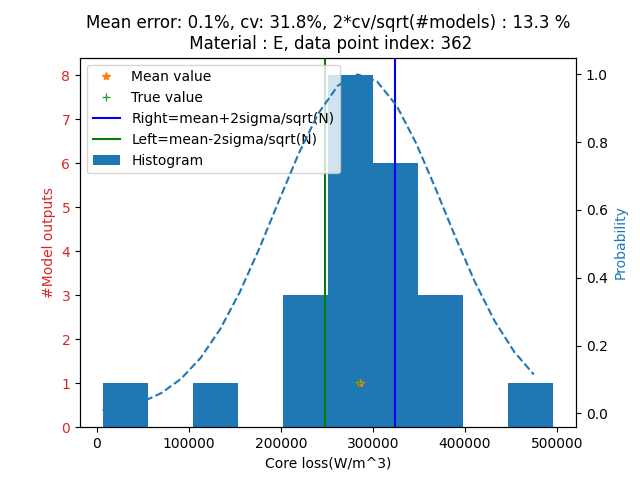 Mean error: 0.1%, cv: 31.8%, 2*cv/sqrt(#models) : 13.3 %
Material : E, data point index: 362
Mean value
True value
Right=mean+2sigma/sqrt(N)
Left=mean-2sigma/sqrt(N)
Histogram
8
7
6
5
4
3
2
1
0
#Model outputs
1.0
0.8
0.6
0.4
0.2
0.0
Probability
0 100000 200000 300000 400000 500000
Core loss(W/m^3)